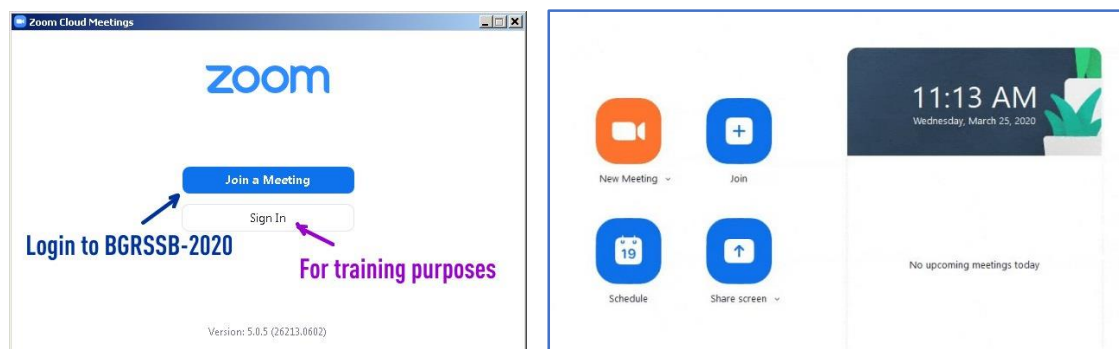 Zoom Cloud Meetings
zoom
Join a Meeting
Sign In
Login to BGRSSB-2020
For training purposes
Version: 5.0.5 (26213.0602)
11:13 AM
Wednesday, March 25, 2020
New Meeting
Join
19
Schedule
Share screen
No upcoming meetings today